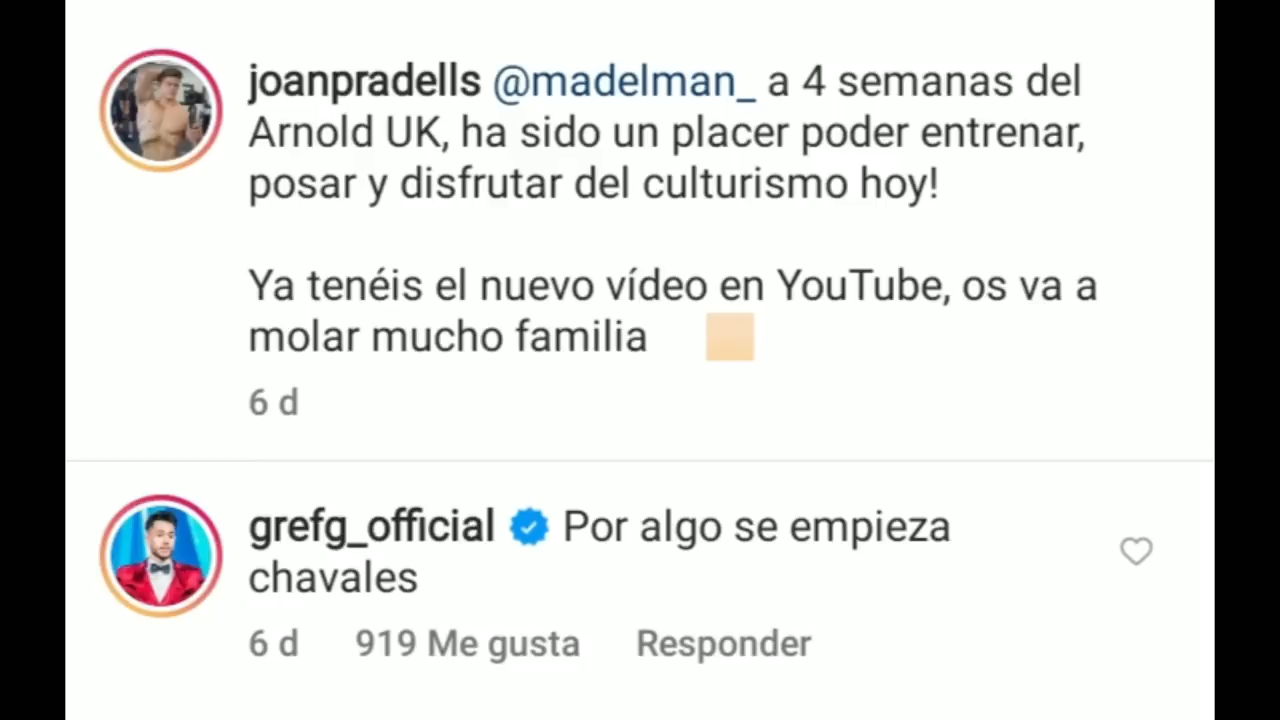 joanpradells @madelman_ a 4 semanas del
Arnold UK, ha sido un placer poder entrenar,
posar y disfrutar del culturismo hoy!
Ya tenéis el nuevo vídeo en YouTube, os va a
molar mucho familia
6 d
grefg_official Por algo se empieza
chavales
6 d 919 Me gusta Responder